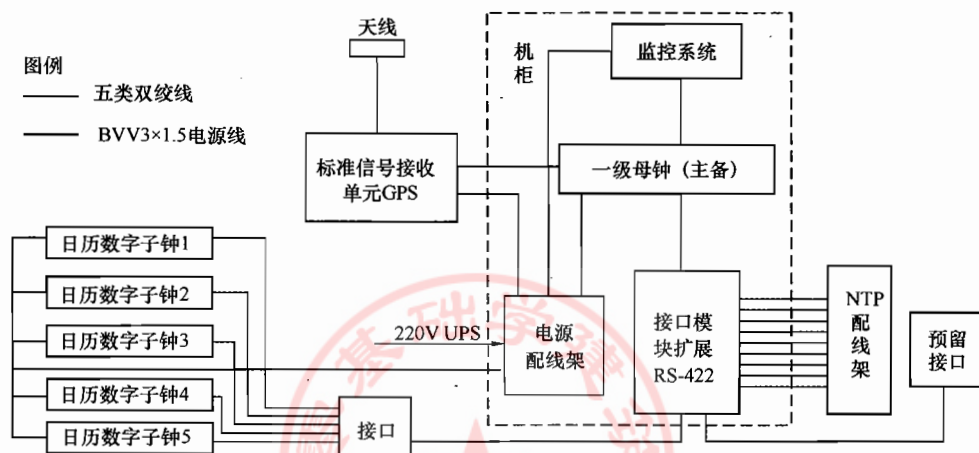 天线
机
柜
监控系统
图例
五类双绞线
BVV3×1.5电源线
标准信号接收
单元GPS
一级母钟（主备）
日历数字子钟1
日历数字子钟2
日历数字子钟3
日历数字子钟4
日历数字子钟5
220V UPS
电源
配线架
接口模
块扩展
RS-422
NTP
配
线
架
预留
接口
接口